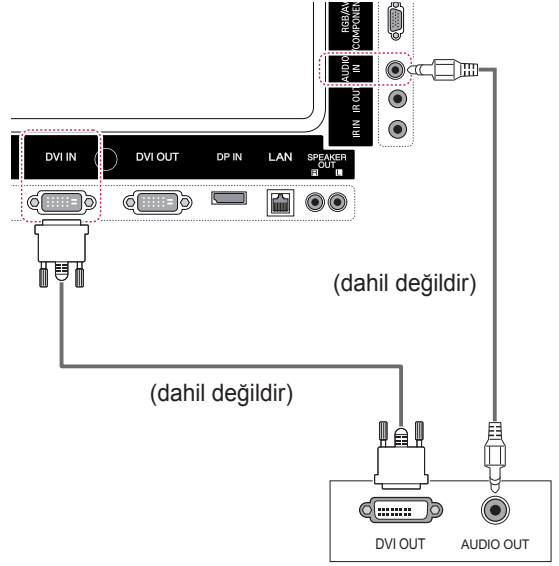 RGB/AV
COMPONENT
AUDIO
IN
IR OUT
IR IN
DVI IN
DVI OUT
DP IN
LAN
SPEAKER
OUT
R
L
(dahil değildir)
(dahil değildir)
DVI OUT
AUDIO OUT